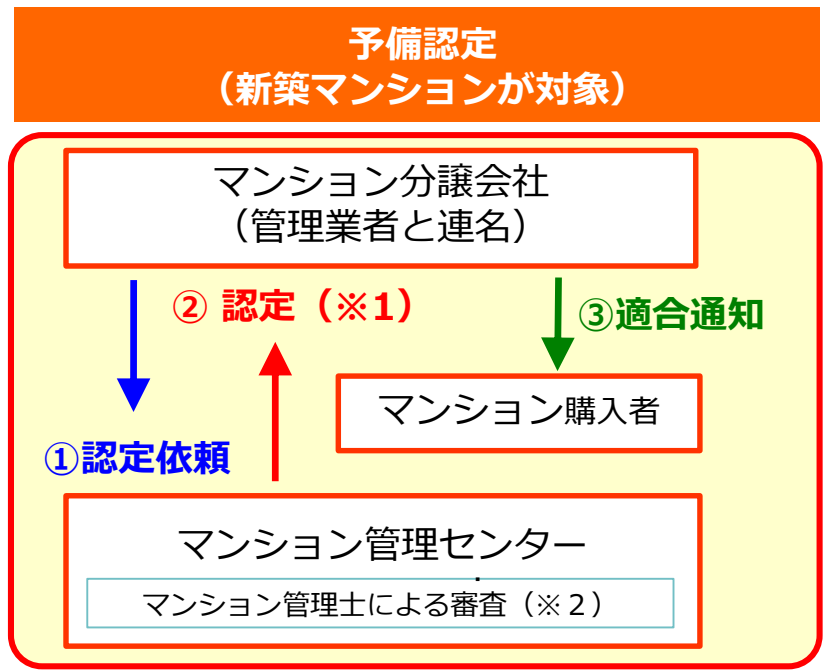 予備認定
（新築マンションが対象）
マンション分譲会社
（管理業者と連名）
② 認定（※1）
③適合通知
マンション購入者
①認定依頼
マンション管理センター
マンション管理士による審査（※２）